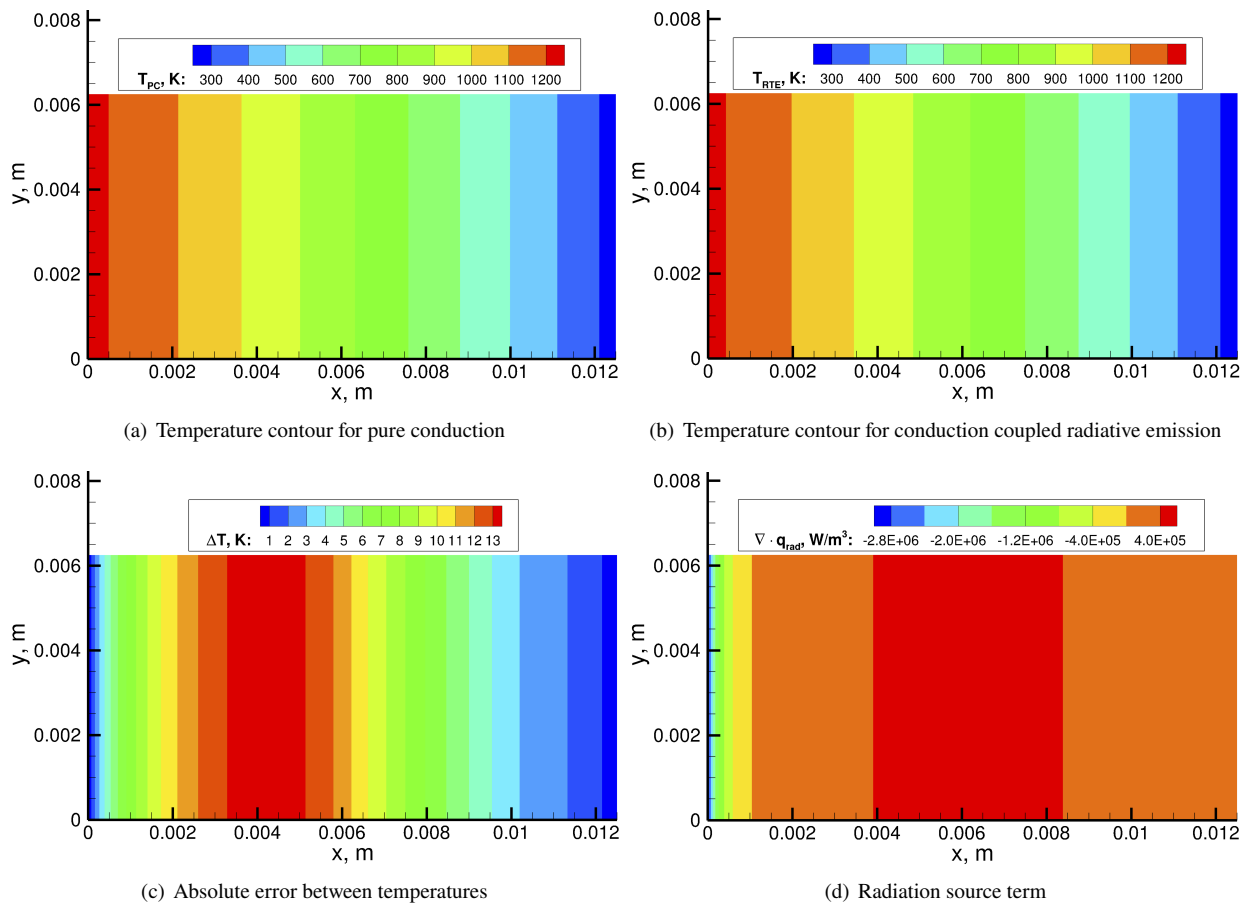 0.008
T_PC, K: 300 400 500 600 700 800 900 1000 1100 1200
0.006
0.004
0.002
0
y, m
0 0.002 0.004 0.006 0.008 0.01 0.012
x, m
(a) Temperature contour for pure conduction
0.008
T_RTE, K: 300 400 500 600 700 800 900 1000 1100 1200
0.006
0.004
0.002
0
y, m
0 0.002 0.004 0.006 0.008 0.01 0.012
x, m
(b) Temperature contour for conduction coupled radiative emission
0.008
ΔT, K: 1 2 3 4 5 6 7 8 9 10 11 12 13
0.006
0.004
0.002
0
y, m
0 0.002 0.004 0.006 0.008 0.01 0.012
x, m
(c) Absolute error between temperatures
0.008
∇ · q_rad, W/m³: -2.8E+06 -2.0E+06 -1.2E+06 -4.0E+05 4.0E+05
0.006
0.004
0.002
0
y, m
0 0.002 0.004 0.006 0.008 0.01 0.012
x, m
(d) Radiation source term